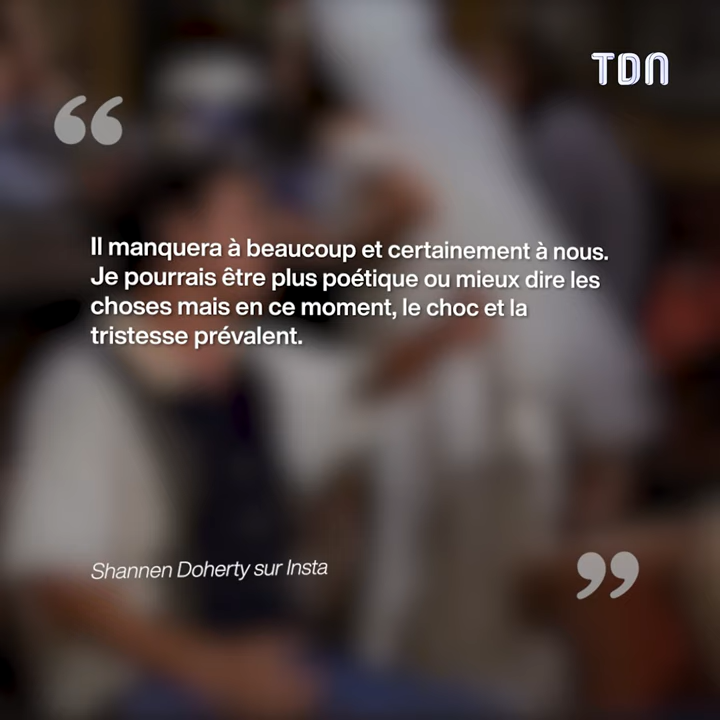 TDN
“
Il manquera à beaucoup et certainement à nous.
Je pourrais être plus poétique ou mieux dire les
choses mais en ce moment, le choc et la
tristesse prévalent.
Shannen Doherty sur Insta
”